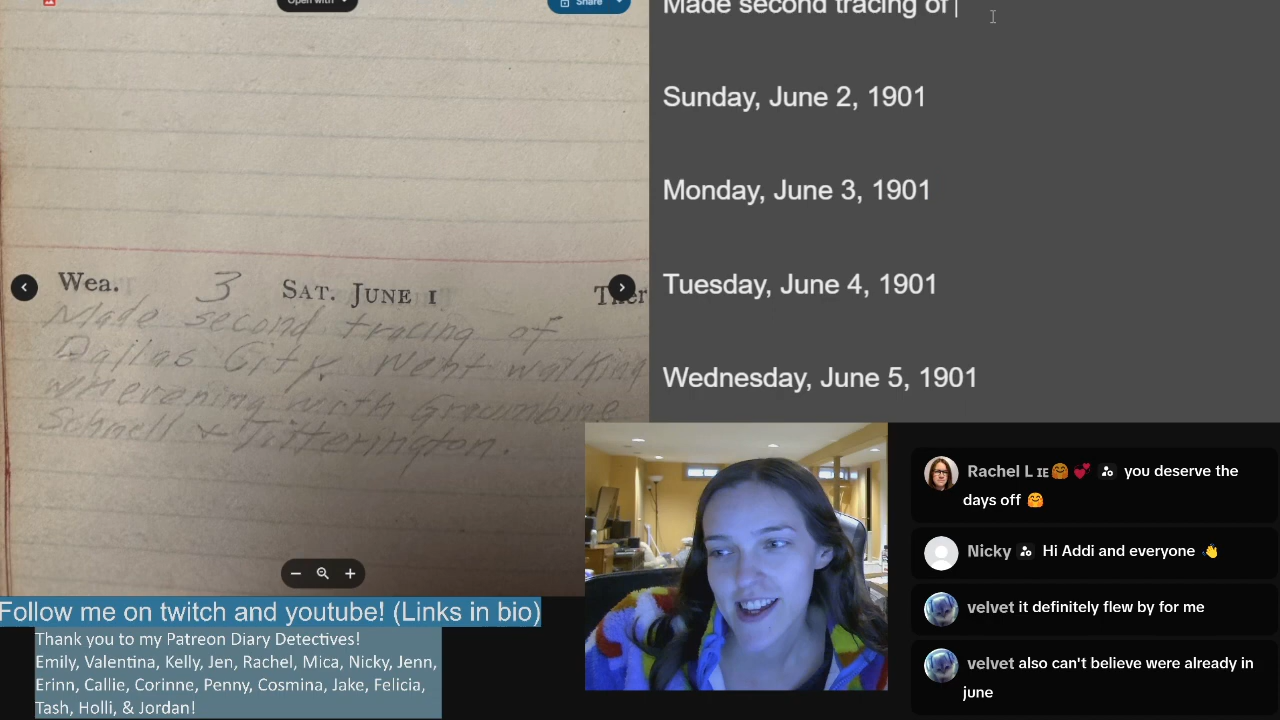 Open with
Share
Made second tracing of
Sunday, June 2, 1901
Monday, June 3, 1901
Tuesday, June 4, 1901
Wednesday, June 5, 1901
Wea. 3 SAT. JUNE 1 Ther
Made second tracing of
Dallas City. Went walking
in evening with Graumbine
Schnell + Titterington.
Follow me on twitch and youtube! (Links in bio)
Thank you to my Patreon Diary Detectives!
Emily, Valentina, Kelly, Jen, Rachel, Mica, Nicky, Jenn,
Erinn, Callie, Corinne, Penny, Cosmina, Jake, Felicia,
Tash, Holli, & Jordan!
Rachel L IE you deserve the
days off
Nicky Hi Addi and everyone
velvet it definitely flew by for me
velvet also can't believe were already in
june